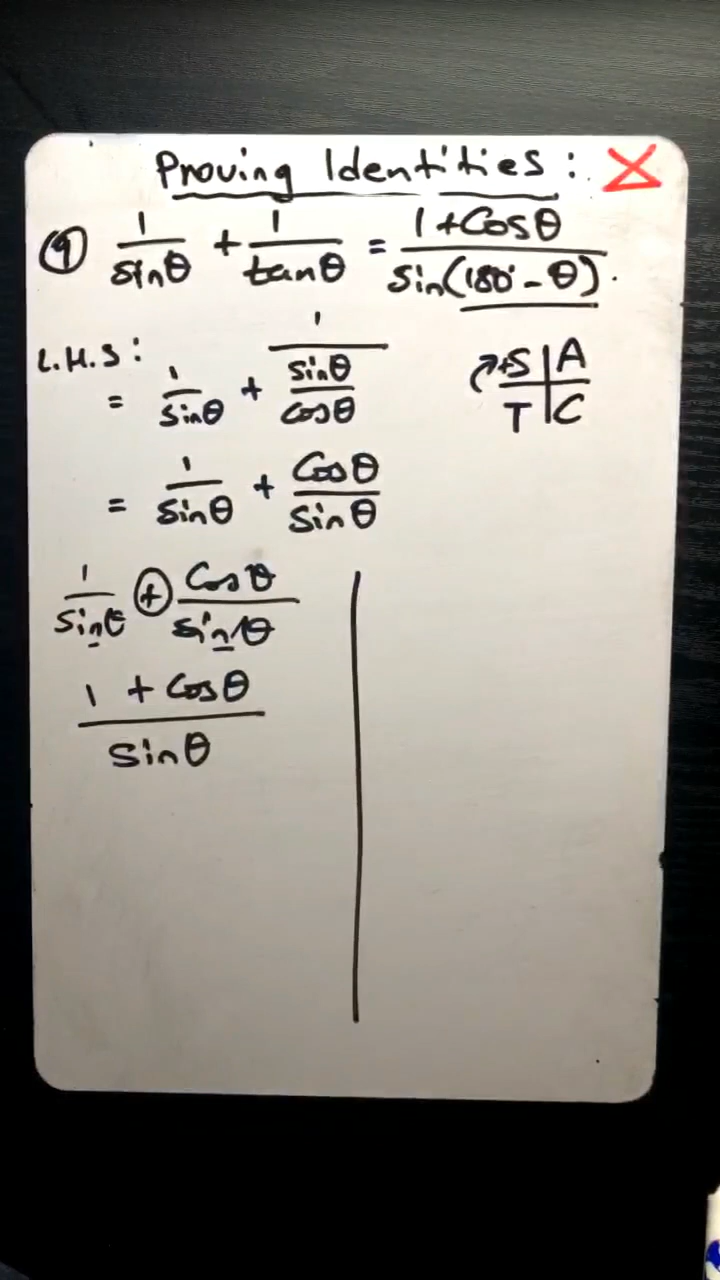 Proving Identities:
⑨ 1/sinθ + 1/tanθ = (1+Cosθ)/(sin(180°-θ)).
L.H.S:
= 1/sinθ + 1/(sinθ/cosθ)
+S | A
T | C
= 1/sinθ + Cosθ/sinθ
1/sinθ + Cosθ/sinθ
(1 + Cosθ)/sinθ